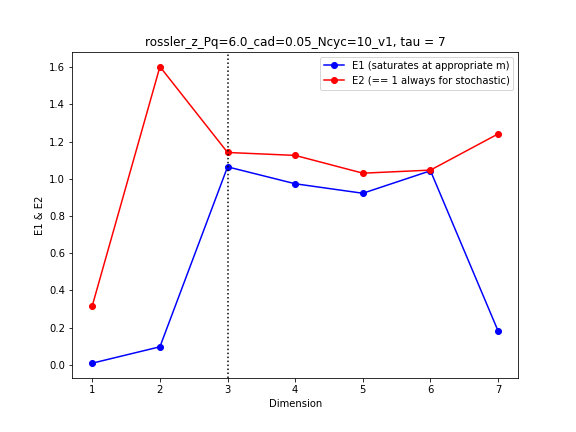 rossler_z_Pq=6.0_cad=0.05_Ncyc=10_v1, tau = 7
E1 (saturates at appropriate m)
E2 (== 1 always for stochastic)
E1 & E2
1.6
1.4
1.2
1.0
0.8
0.6
0.4
0.2
0.0
1 2 3 4 5 6 7
Dimension